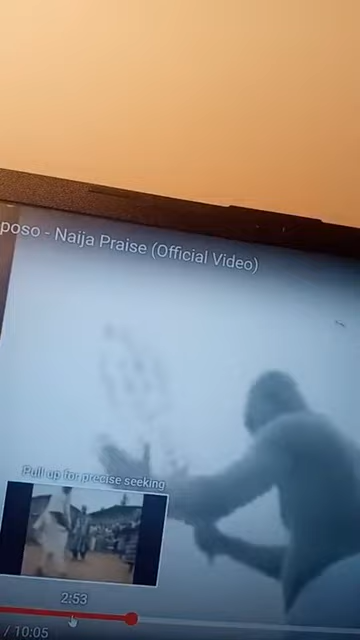 poso - Naija Praise (Official Video)
Pull up for precise seeking
2:53
/ 10:05